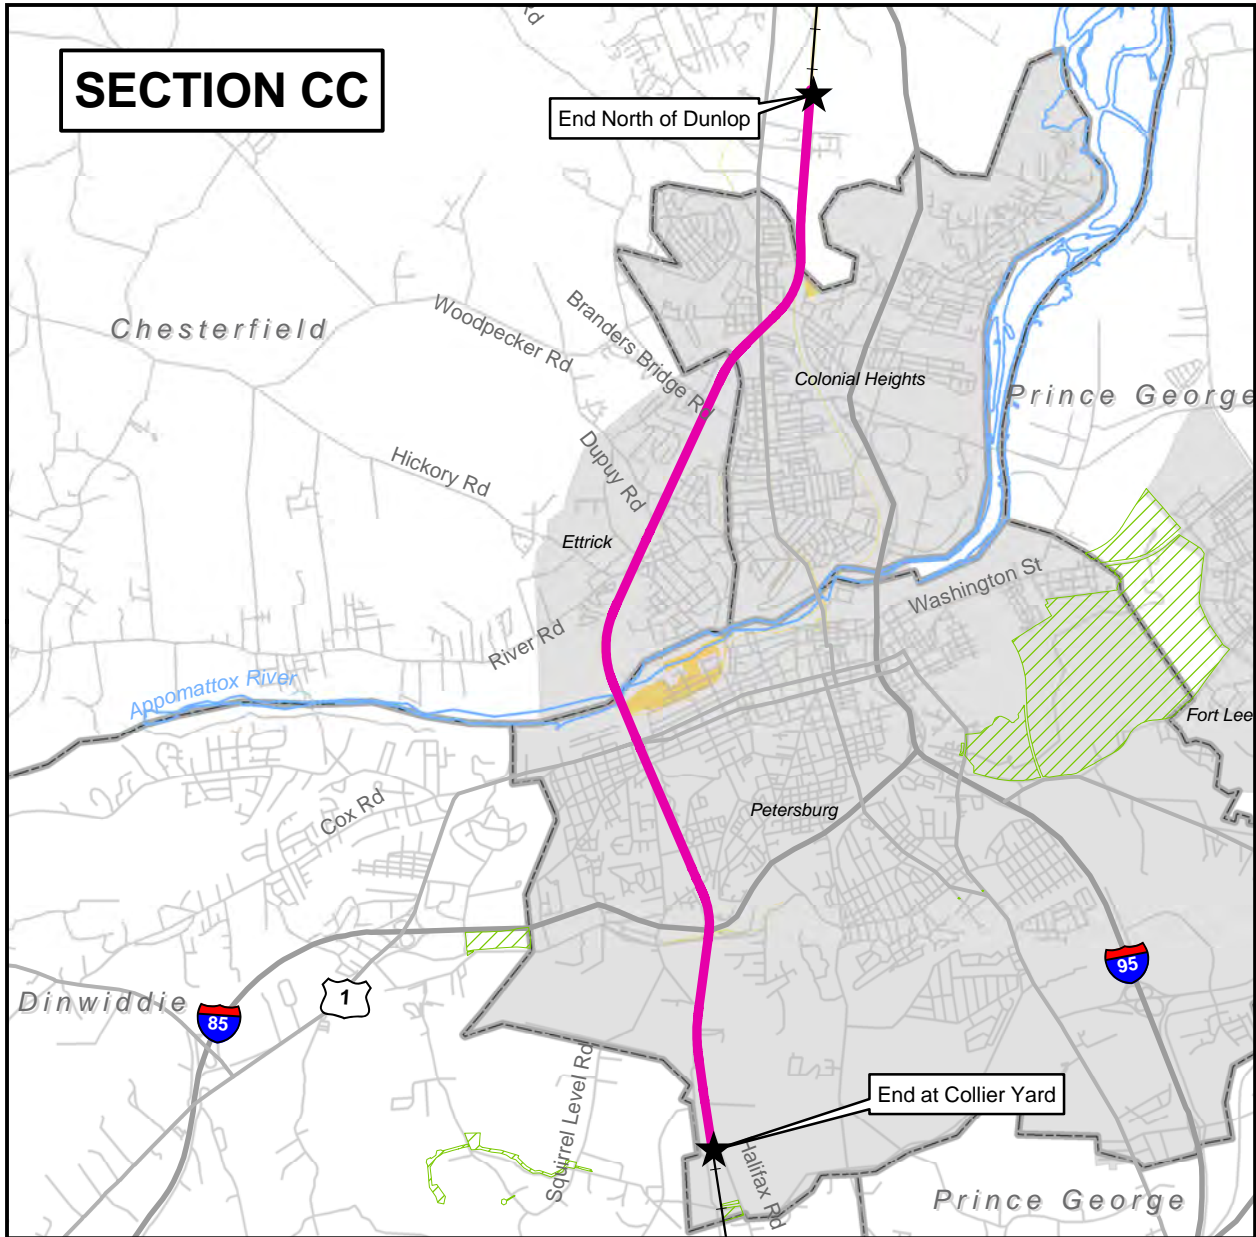 Rd
SECTION CC
End North of Dunlop
Chesterfield
Woodpecker Rd
Branders Bridge Rd
Colonial Heights
Prince George
Hickory Rd
Dupuy Rd
Ettrick
Washington St
River Rd
Appomattox River
Fort Lee
Cox Rd
Petersburg
95
Dinwiddie
1
85
Squirrel Level Rd
End at Collier Yard
Halifax Rd
Prince George